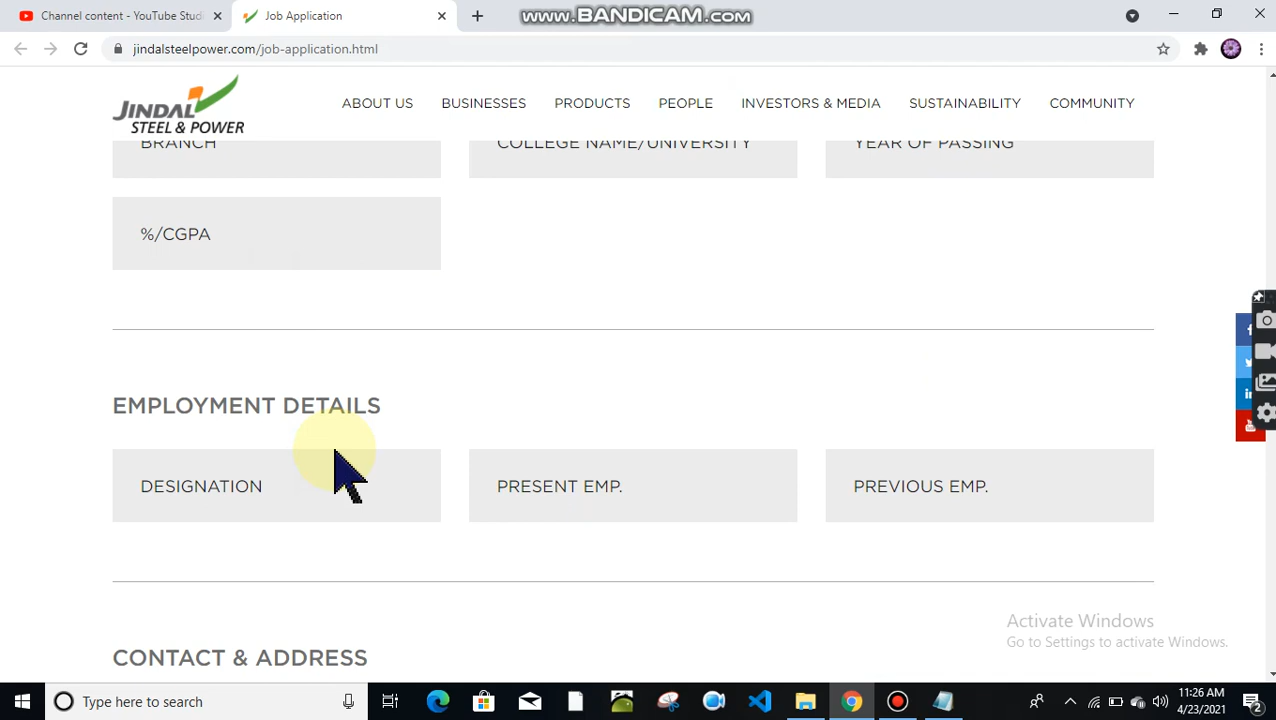 Channel content - YouTube Studi
Job Application
www.BANDICAM.com
jindalsteelpower.com/job-application.html
JINDAL
STEEL & POWER
ABOUT US
BUSINESSES
PRODUCTS
PEOPLE
INVESTORS & MEDIA
SUSTAINABILITY
COMMUNITY
BRANCH
COLLEGE NAME/UNIVERSITY
YEAR OF PASSING
%/CGPA
EMPLOYMENT DETAILS
DESIGNATION
PRESENT EMP.
PREVIOUS EMP.
CONTACT & ADDRESS
Activate Windows
Go to Settings to activate Windows.
Type here to search
11:26 AM
4/23/2021
2